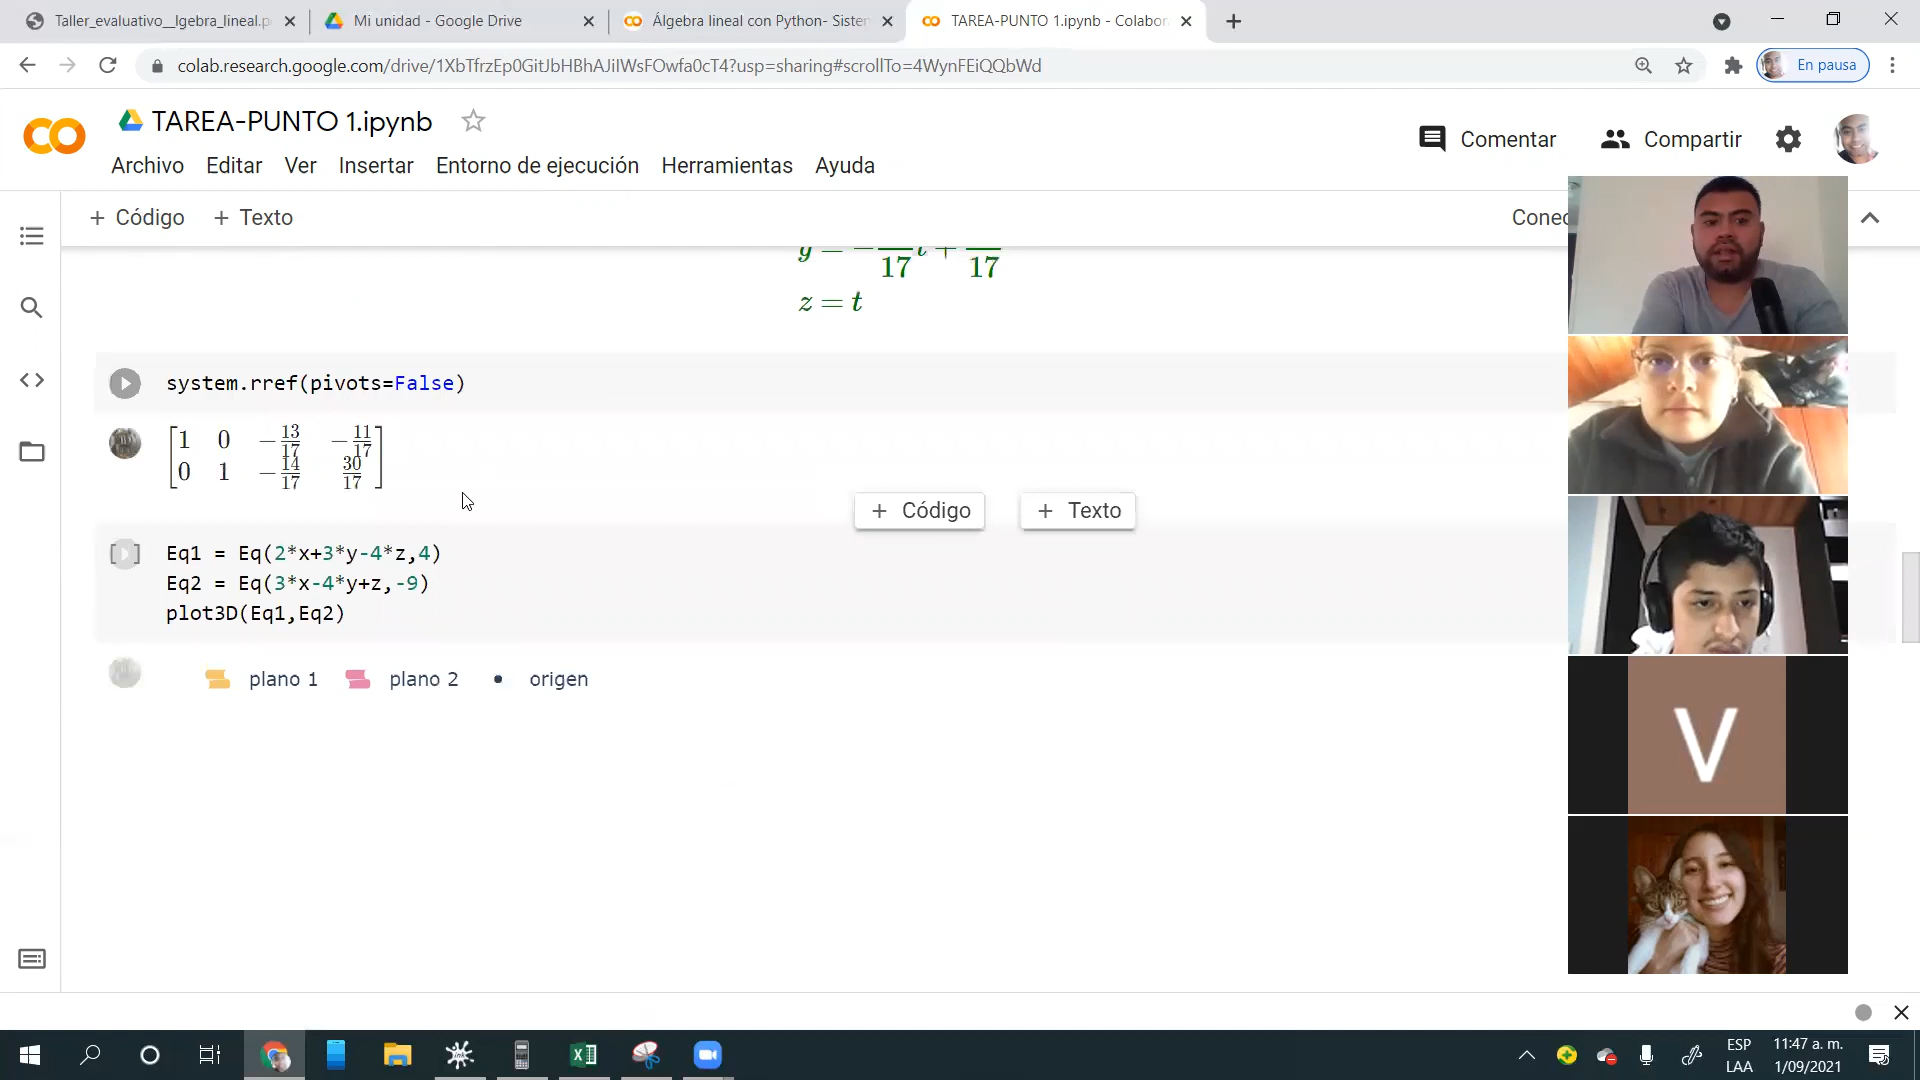 Taller_evaluativo__lgebra_lineal.p
Mi unidad - Google Drive
Álgebra lineal con Python- Sister
TAREA-PUNTO 1.ipynb - Colabor
colab.research.google.com/drive/1XbTfrzEp0GitJbHBhAJiIWsFOwfa0cT4?usp=sharing#scrollTo=4WynFEiQQbWd
En pausa
TAREA-PUNTO 1.ipynb
Comentar
Compartir
Archivo Editar Ver Insertar Entorno de ejecución Herramientas Ayuda
+ Código + Texto
Conec
y = − 17 t + 17
z = t
system.rref(pivots=False)
1 0 −13/17 −11/17
0 1 −14/17 30/17
+ Código + Texto
[ ]
Eq1 = Eq(2*x+3*y-4*z,4)
Eq2 = Eq(3*x-4*y+z,-9)
plot3D(Eq1,Eq2)
plano 1 plano 2 • origen
V
ESP
LAA
11:47 a. m.
1/09/2021